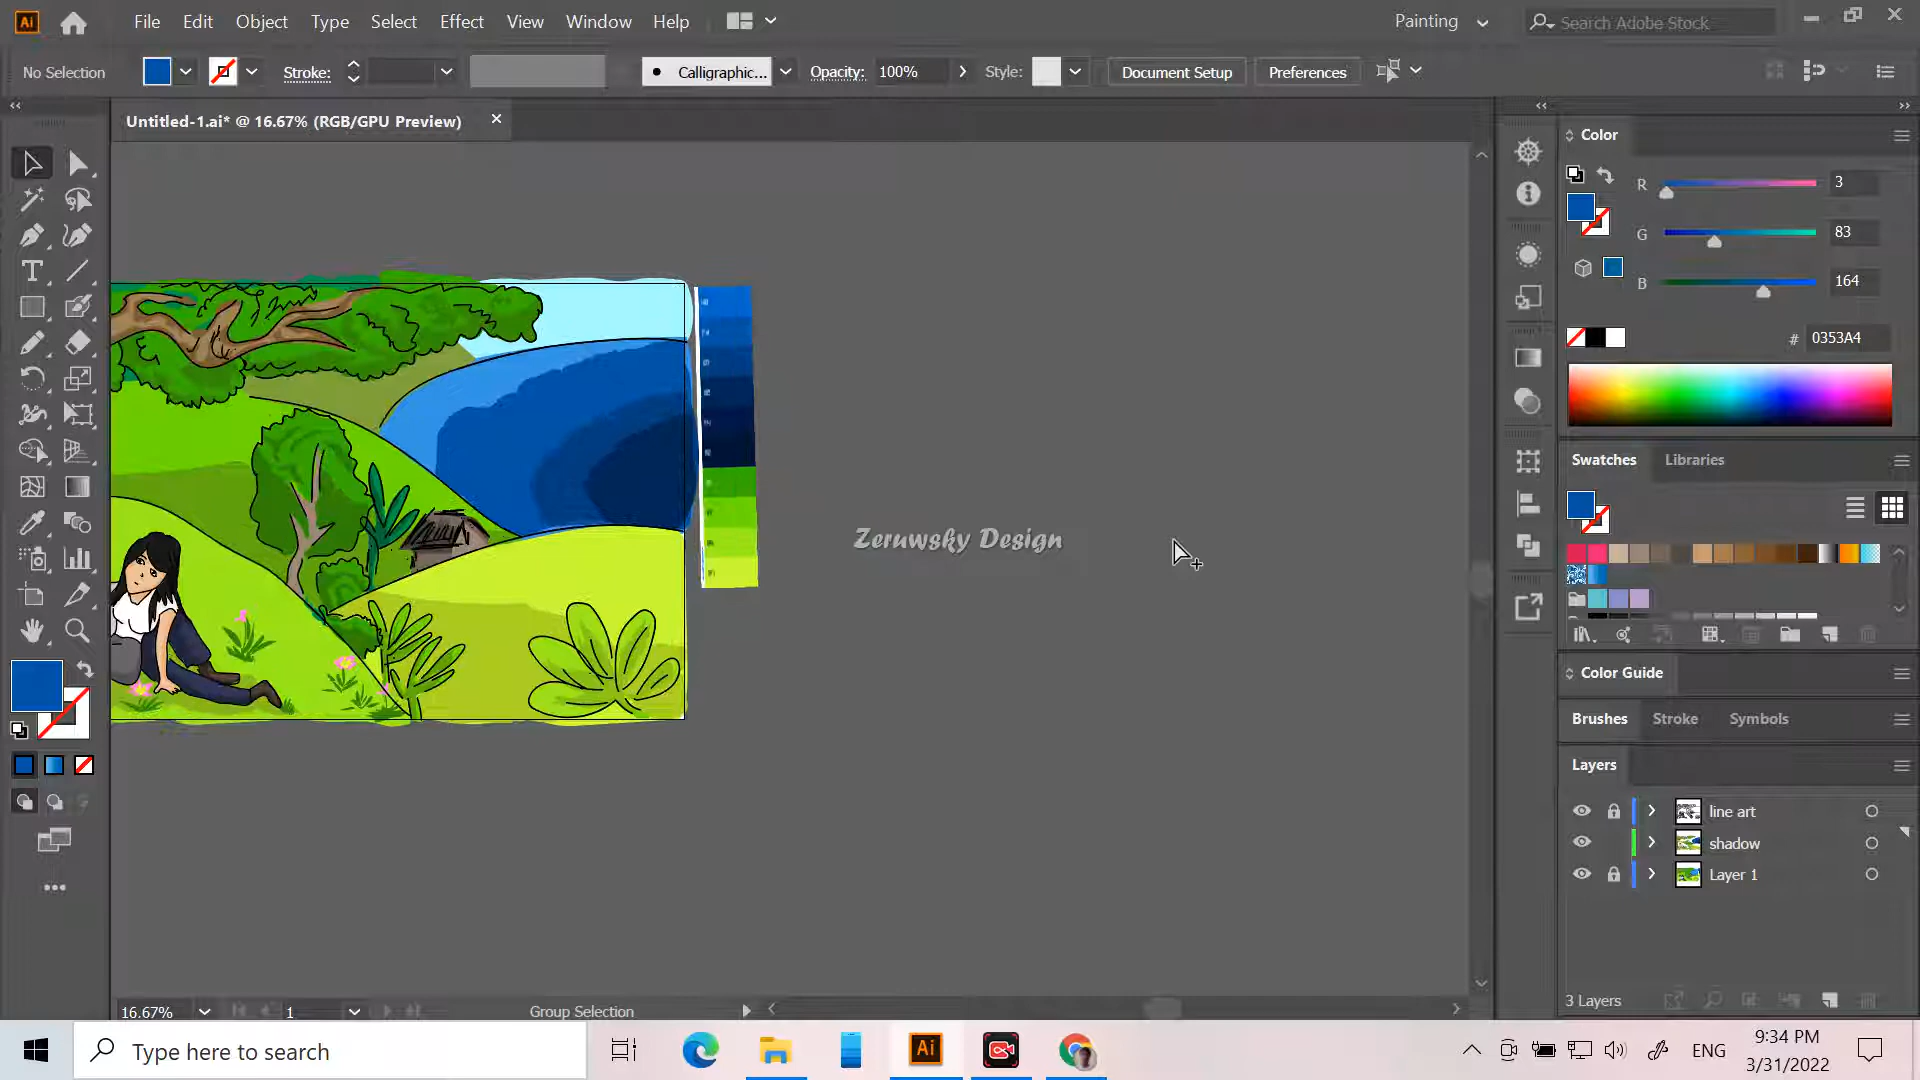 File Edit Object Type Select Effect View Window Help
Painting
Search Adobe Stock
No Selection
Stroke:
Calligraphic...
Opacity:
100%
Style:
Document Setup
Preferences
Untitled-1.ai* @ 16.67% (RGB/GPU Preview)
Color
R
3
G
83
B
164
#
0353A4
Swatches
Libraries
Zeruwsky Design
Color Guide
Brushes
Stroke
Symbols
Layers
line art
shadow
Layer 1
3 Layers
16.67%
1
Group Selection
Type here to search
Ai
ENG
9:34 PM
3/31/2022